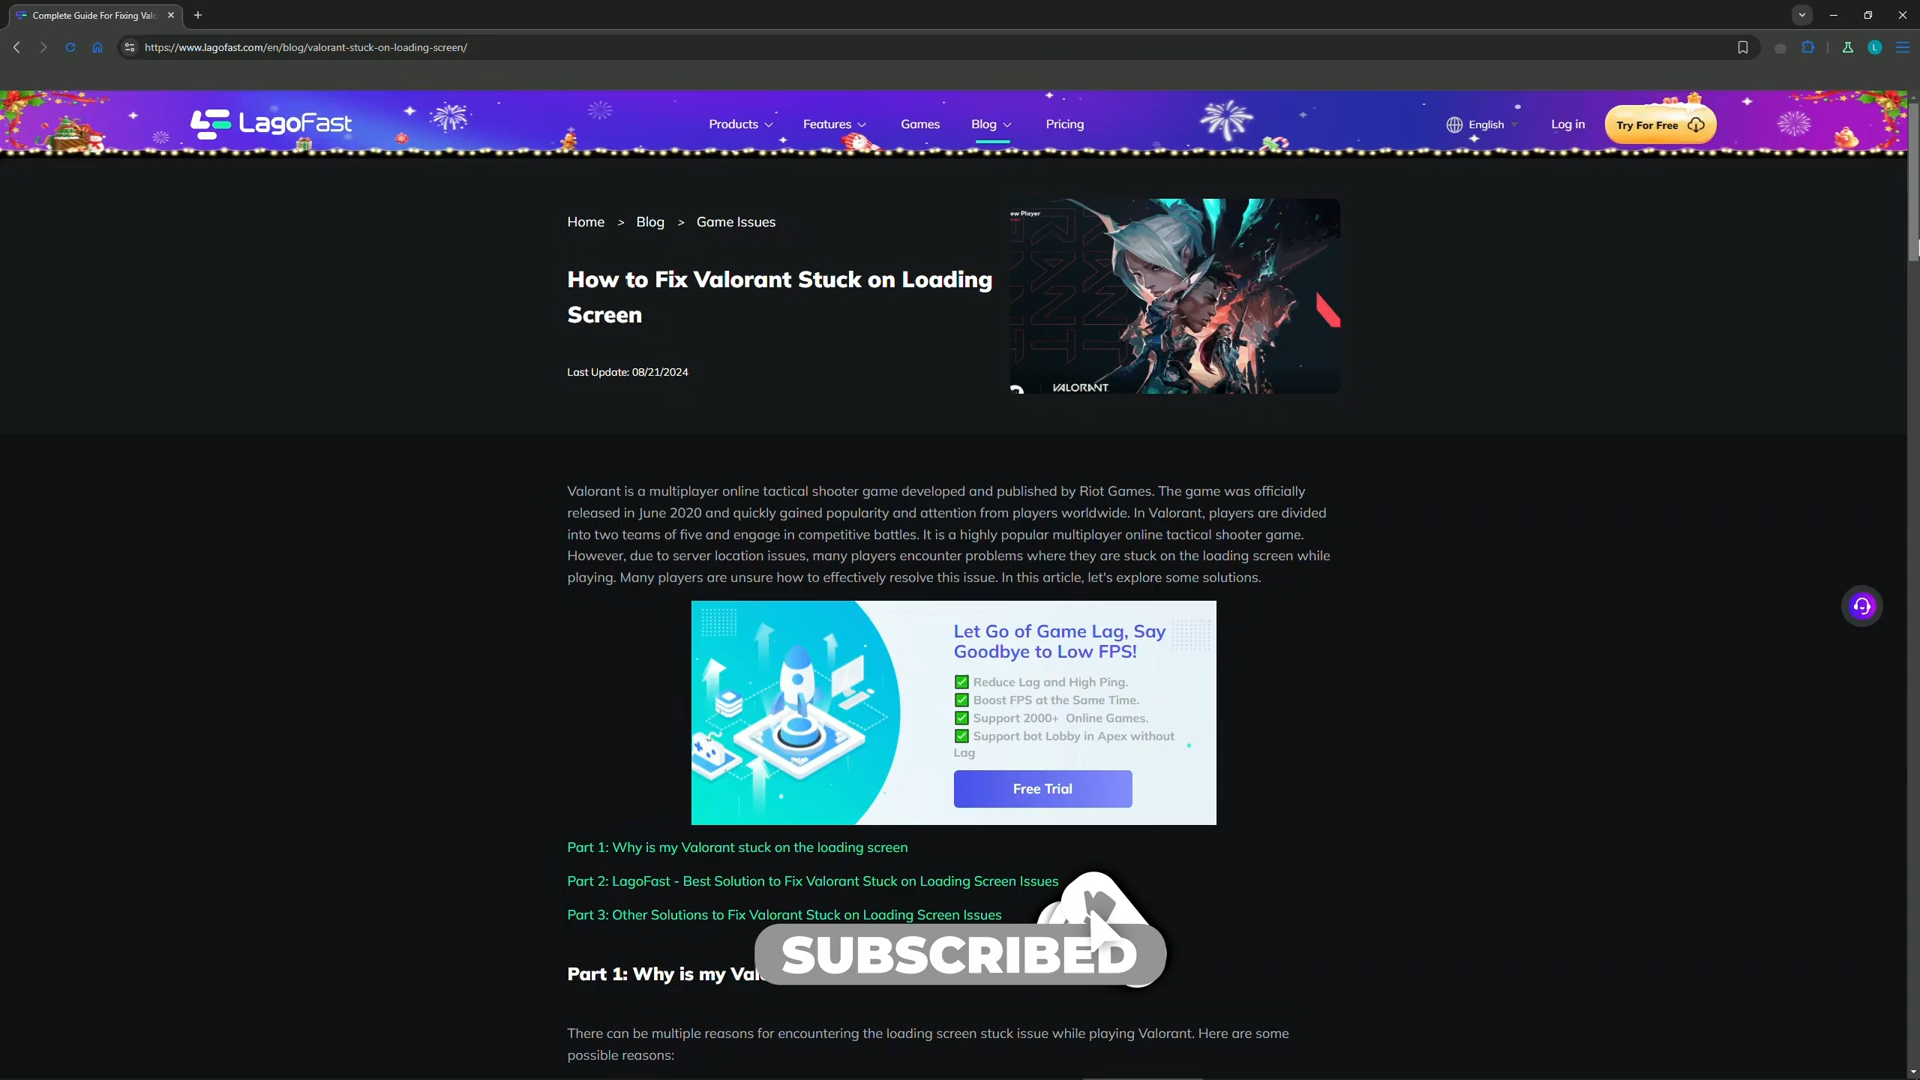 Complete Guide For Fixing Valo
https://www.lagofast.com/en/blog/valorant-stuck-on-loading-screen/
L
LagoFast
Products
Features
Games
Blog
Pricing
English
Log in
Try For Free
Home > Blog > Game Issues
How to Fix Valorant Stuck on Loading
Screen
Last Update: 08/21/2024
ew Player
VALORANT
Valorant is a multiplayer online tactical shooter game developed and published by Riot Games. The game was officially
released in June 2020 and quickly gained popularity and attention from players worldwide. In Valorant, players are divided
into two teams of five and engage in competitive battles. It is a highly popular multiplayer online tactical shooter game.
However, due to server location issues, many players encounter problems where they are stuck on the loading screen while
playing. Many players are unsure how to effectively resolve this issue. In this article, let's explore some solutions.
Let Go of Game Lag, Say
Goodbye to Low FPS!
Reduce Lag and High Ping.
Boost FPS at the Same Time.
Support 2000+ Online Games.
Support bot Lobby in Apex without
Lag
Free Trial
Part 1: Why is my Valorant stuck on the loading screen
Part 2: LagoFast - Best Solution to Fix Valorant Stuck on Loading Screen Issues
Part 3: Other Solutions to Fix Valorant Stuck on Loading Screen Issues
SUBSCRIBED
Part 1: Why is my Val
There can be multiple reasons for encountering the loading screen stuck issue while playing Valorant. Here are some
possible reasons: